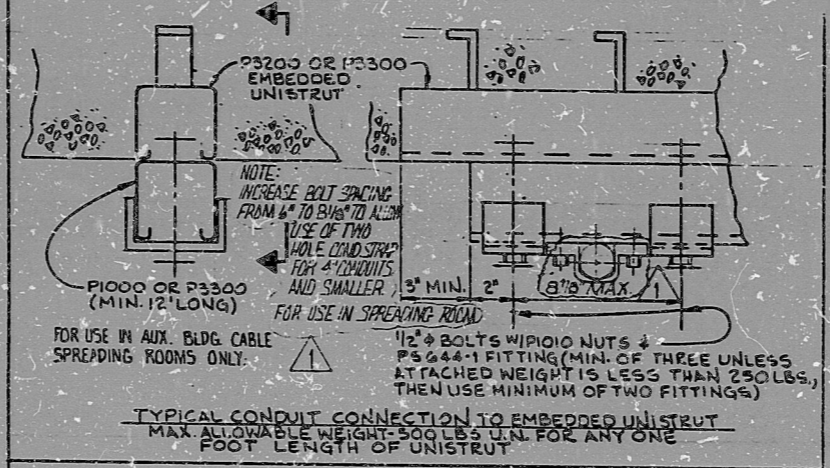 P3200 OR P3300
EMBEDDED
UNISTRUT
NOTE:
INCREASE BOLT SPACING
FROM 6" TO 8 1/8" TO ALLOW
USE OF TWO
HOLE COND STRAP
FOR 4" CONDUITS
AND SMALLER
FOR USE IN SPREADING ROOM
P1000 OR P3300
(MIN. 12" LONG)
3" MIN.
2"
8 1/8" MAX.
1
FOR USE IN AUX. BLDG CABLE
SPREADING ROOMS ONLY.
1
1/2" ϕ BOLTS W/P1010 NUTS &
PS644-1 FITTING (MIN. OF THREE UNLESS
ATTACHED WEIGHT IS LESS THAN 250 LBS.,
THEN USE MINIMUM OF TWO FITTINGS)
TYPICAL CONDUIT CONNECTION TO EMBEDDED UNISTRUT
MAX. ALLOWABLE WEIGHT-500 LBS U.N. FOR ANY ONE
FOOT LENGTH OF UNISTRUT